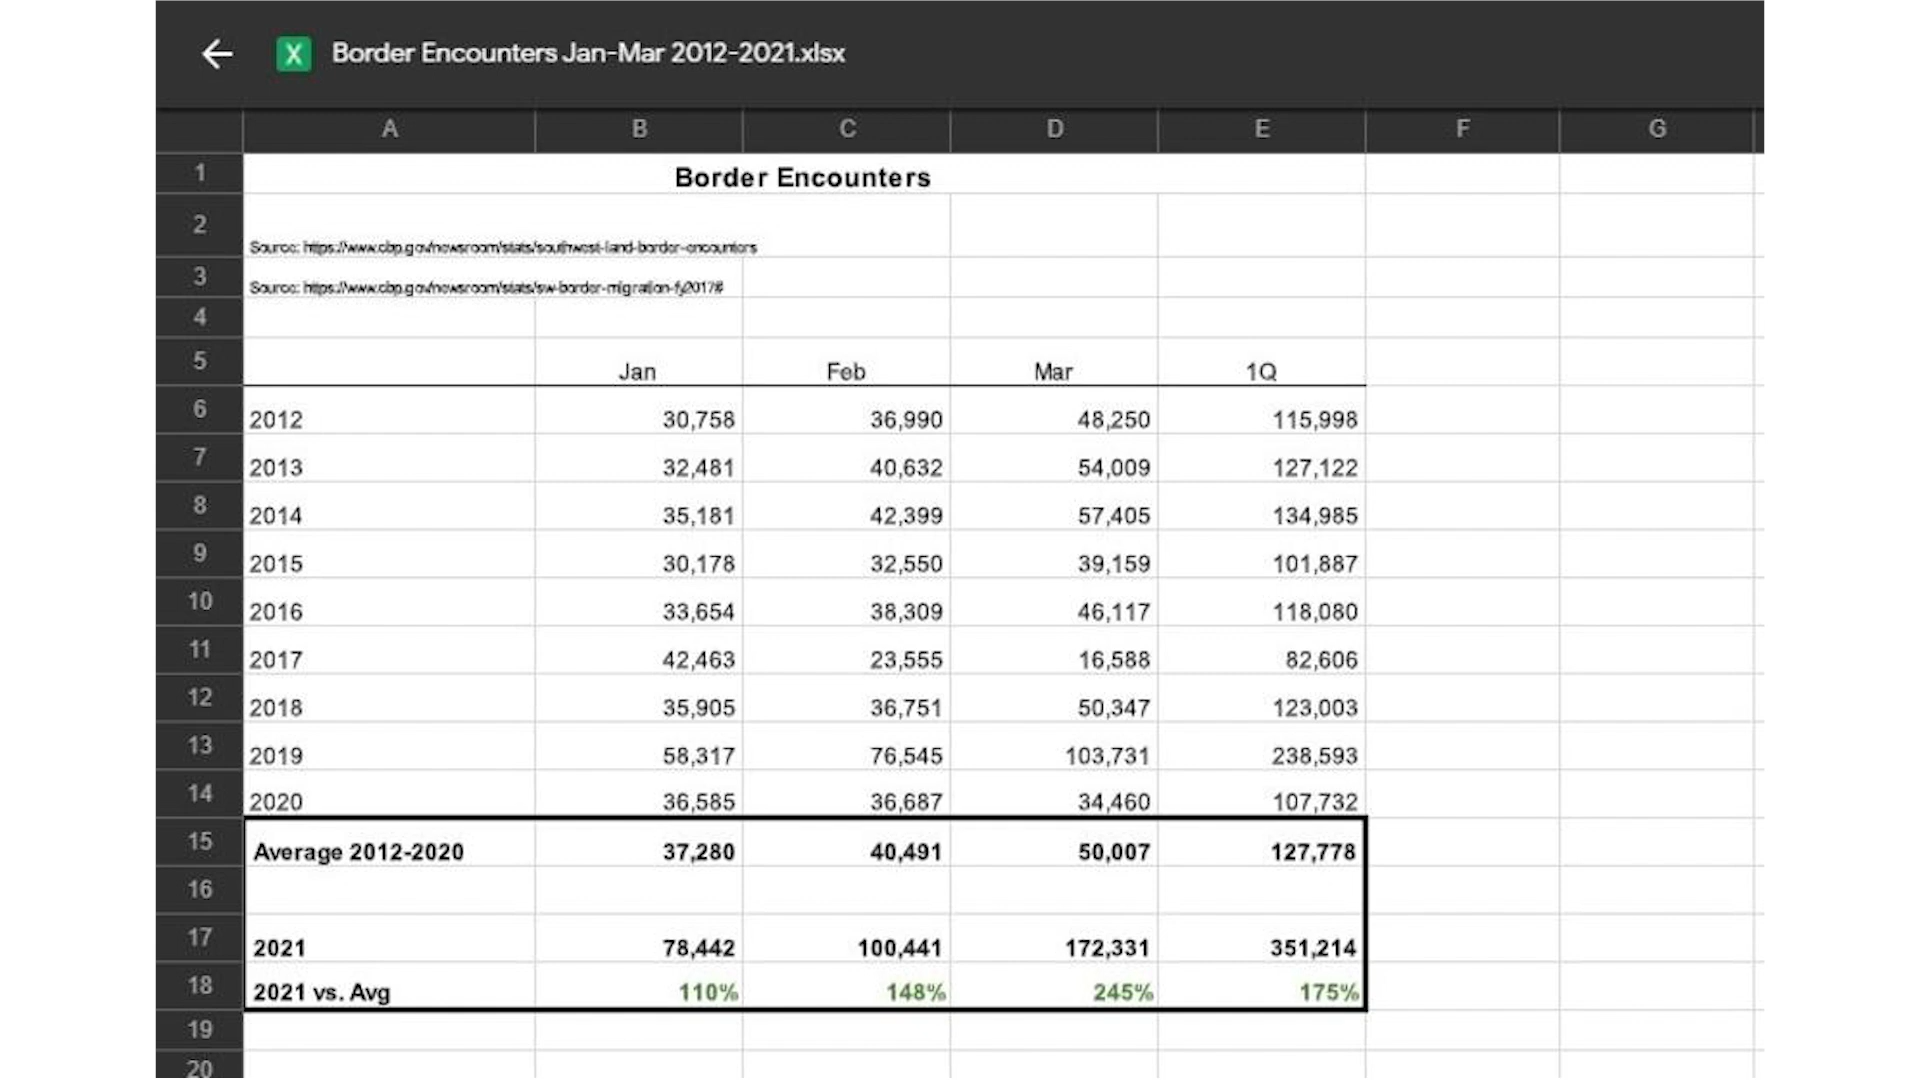 Border Encounters Jan-Mar 2012-2021.xlsx
A B C D E F G
1 Border Encounters
2 Source: https://www.cbp.gov/newsroom/stats/southwest-land-border-encounters
3 Source: https://www.cbp.gov/newsroom/stats/sw-border-migration-fy2017#
4
5 Jan Feb Mar 1Q
6 2012 30,758 36,990 48,250 115,998
7 2013 32,481 40,632 54,009 127,122
8 2014 35,181 42,399 57,405 134,985
9 2015 30,178 32,550 39,159 101,887
10 2016 33,654 38,309 46,117 118,080
11 2017 42,463 23,555 16,588 82,606
12 2018 35,905 36,751 50,347 123,003
13 2019 58,317 76,545 103,731 238,593
14 2020 36,585 36,687 34,460 107,732
15 Average 2012-2020 37,280 40,491 50,007 127,778
16
17 2021 78,442 100,441 172,331 351,214
18 2021 vs. Avg 110% 148% 245% 175%
19
20